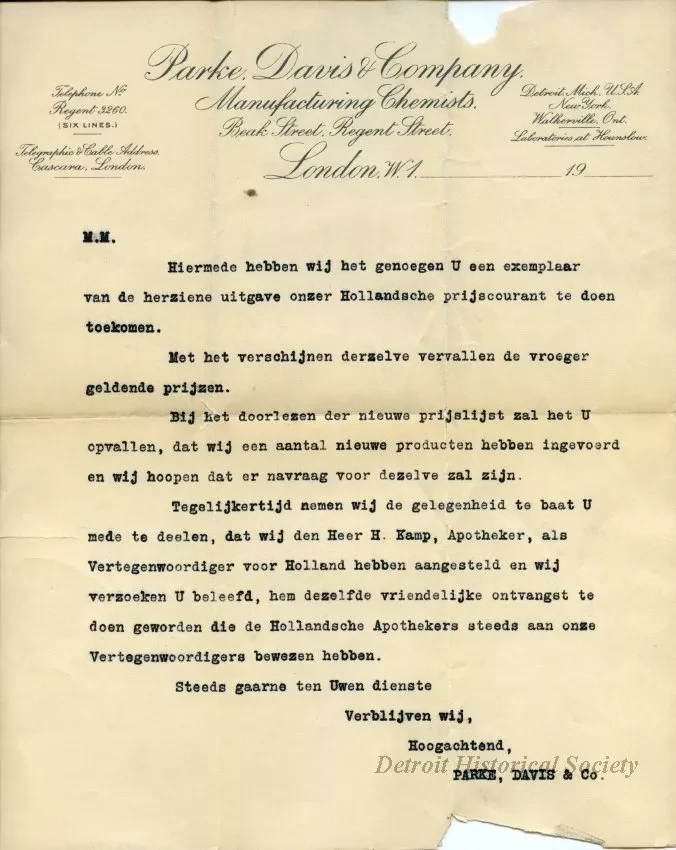 Parke, Davis & Company.
Manufacturing Chemists,
Beak Street, Regent Street,
London, W.1. 19
Telephone No
Regent 3260.
(SIX LINES.)
Telegraphic & Cable Address,
Cascara, London.
Detroit, Mich, U.S.A
New York.
Walkerville, Ont.
Laboratories at Hounslow.
M.M.
Hiermede hebben wij het genoegen U een exemplaar
van de herziene uitgave onzer Hollandsche prijscourant te doen
toekomen.
Met het verschijnen derzelve vervallen de vroeger
geldende prijzen.
Bij het doorlezen der nieuwe prijslijst zal het U
opvallen, dat wij een aantal nieuwe producten hebben ingevoerd
en wij hoopen dat er navraag voor dezelve zal zijn.
Tegelijkertijd nemen wij de gelegenheid te baat U
mede te deelen, dat wij den Heer H. Kamp, Apotheker, als
Vertegenwoordiger voor Holland hebben aangesteld en wij
verzoeken U beleefd, hem dezelfde vriendelijke ontvangst te
doen geworden die de Hollandsche Apothekers steeds aan onze
Vertegenwoordigers bewezen hebben.
Steeds gaarne ten Uwen dienste
Verblijven wij,
Hoogachtend,
Detroit Historical Society
PARKE, DAVIS & Co.